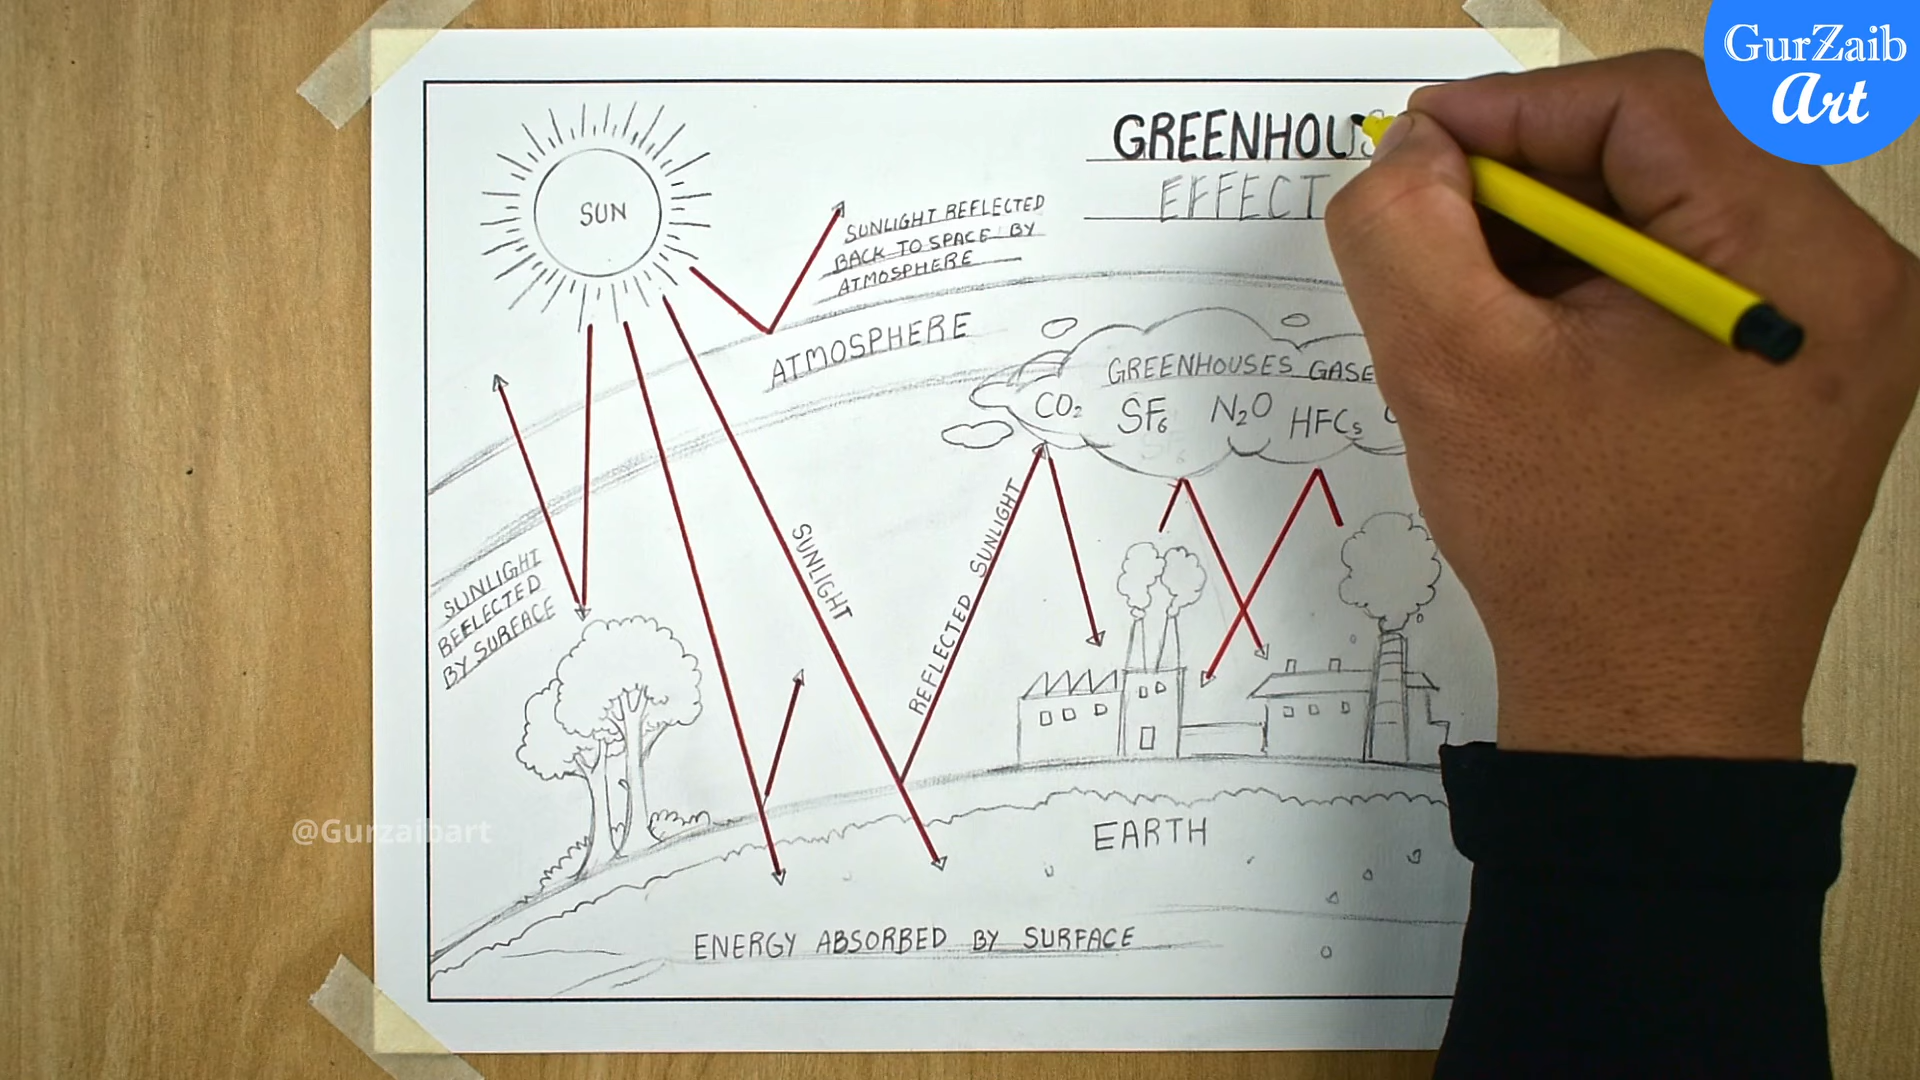 GurZaib
Art
GREENHOUS
EFFECT
SUN
SUNLIGHT REFLECTED
BACK TO SPACE BY
ATMOSPHERE
ATMOSPHERE
GREENHOUSES GASE
CO₂ SF₆ N₂O HFCs
SUNLIGHT
REFLECTED
BY SURFACE
SUNLIGHT
REFLECTED SUNLIGHT
@Gurzaibart
EARTH
ENERGY ABSORBED BY SURFACE